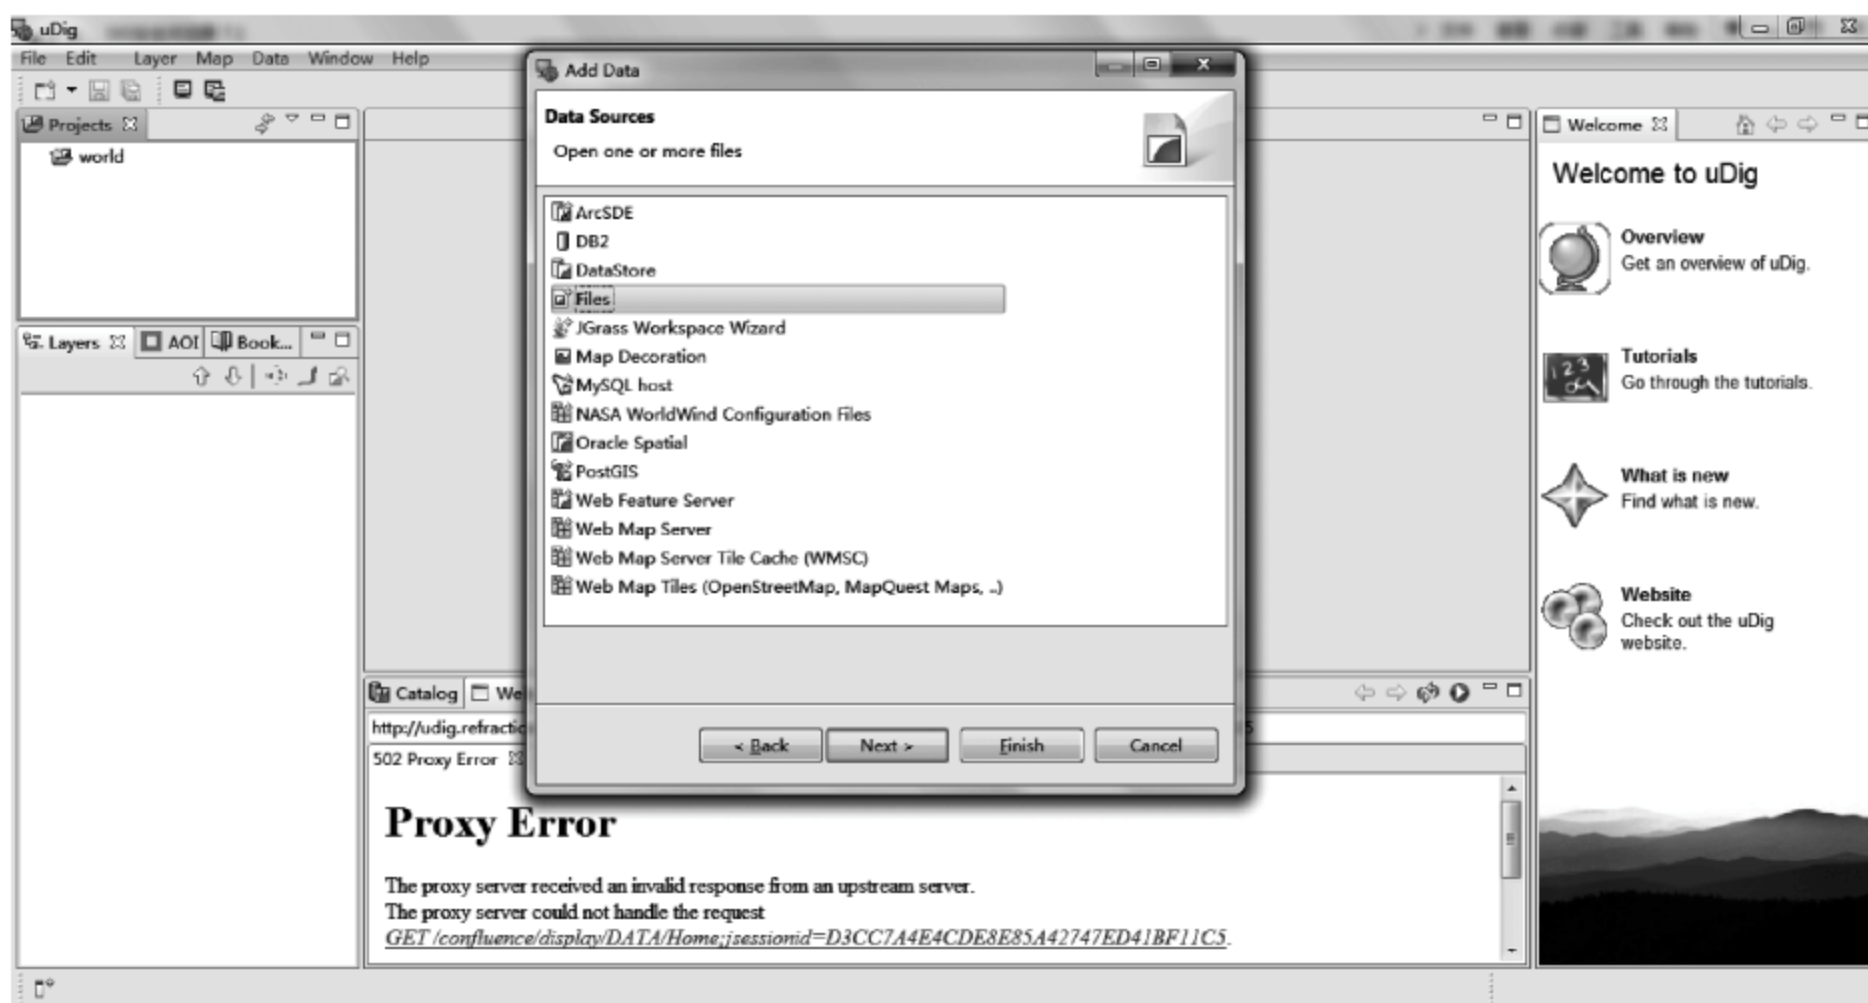 uDig
File Edit Layer Map Data Window Help
Projects
world
Layers AOI Book...
Add Data
Data Sources
Open one or more files
ArcSDE
DB2
DataStore
Files
JGrass Workspace Wizard
Map Decoration
MySQL host
NASA WorldWind Configuration Files
Oracle Spatial
PostGIS
Web Feature Server
Web Map Server
Web Map Server Tile Cache (WMSC)
Web Map Tiles (OpenStreetMap, MapQuest Maps, ..)
< Back Next > Finish Cancel
Catalog We
http://udig.refractic 5
502 Proxy Error
Proxy Error
The proxy server received an invalid response from an upstream server.
The proxy server could not handle the request
GET /confluence/display/DATA/Home;jsessionid=D3CC7A4E4CDE8E85A42747ED41BF11C5.
Welcome
Welcome to uDig
Overview
Get an overview of uDig.
123
Tutorials
Go through the tutorials.
What is new
Find what is new.
Website
Check out the uDig
website.